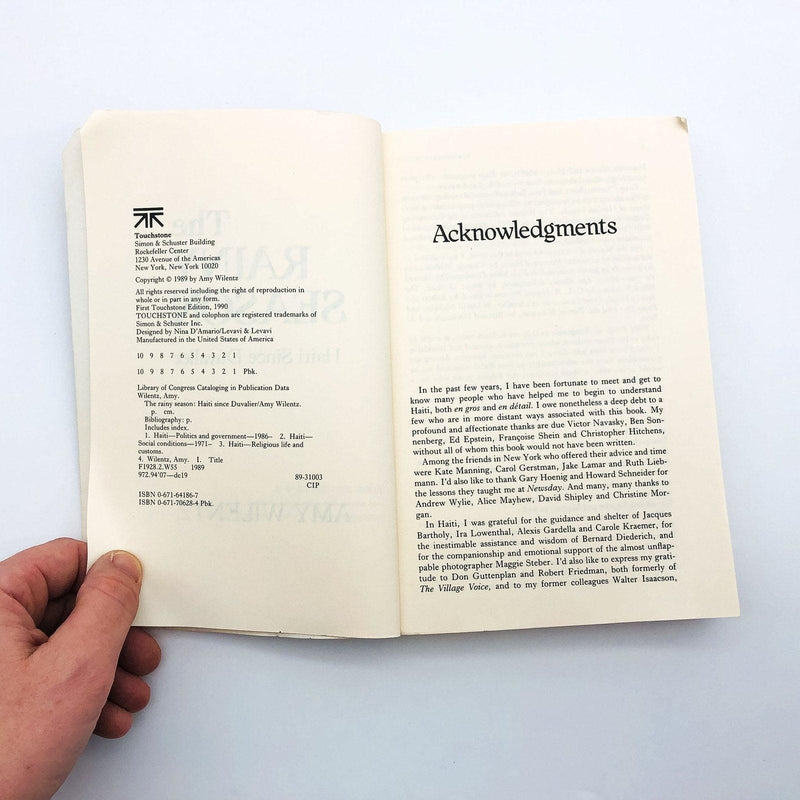 Touchstone
Simon & Schuster Building
Rockefeller Center
1230 Avenue of the Americas
New York, New York 10020
Copyright © 1989 by Amy Wilentz
All rights reserved including the right of reproduction in
whole or in part in any form.
First Touchstone Edition, 1990
TOUCHSTONE and colophon are registered trademarks of
Simon & Schuster Inc.
Designed by Nina D'Amario/Levavi & Levavi
Manufactured in the United States of America
10 9 8 7 6 5 4 3 2 1
10 9 8 7 6 5 4 3 2 1 Pbk.
Library of Congress Cataloging in Publication Data
Wilentz, Amy.
The rainy season: Haiti since Duvalier/Amy Wilentz.
p. cm.
Bibliography: p.
Includes index.
1. Haiti—Politics and government—1986– 2. Haiti—
Social conditions—1971– 3. Haiti—Religious life and
customs.
4. Wilentz, Amy. I. Title
F1928.2.W55 1989
972.94'07—dc19 89-31003
CIP
ISBN 0-671-64186-7
ISBN 0-671-70628-4 Pbk.
Acknowledgments
In the past few years, I have been fortunate to meet and get to
know many people who have helped me to begin to understand
Haiti, both en gros and en détail. I owe nonetheless a deep debt to a
few who are in more distant ways associated with this book. My
profound and affectionate thanks are due Victor Navasky, Ben Son-
nenberg, Ed Epstein, Françoise Shein and Christopher Hitchens,
without all of whom this book would not have been written.
Among the friends in New York who offered their advice and time
were Kate Manning, Carol Gerstman, Jake Lamar and Ruth Lieb-
mann. I'd also like to thank Gary Hoenig and Howard Schneider for
the lessons they taught me at Newsday. And many, many thanks to
Andrew Wylie, Alice Mayhew, David Shipley and Christine Mor-
gan.
In Haiti, I was grateful for the guidance and shelter of Jacques
Bartholy, Ira Lowenthal, Alexis Gardella and Carole Kraemer, for
the inestimable assistance and wisdom of Bernard Diederich, and
for the companionship and emotional support of the almost unflap-
pable photographer Maggie Steber. I'd also like to express my grati-
tude to Don Guttenplan and Robert Friedman, both formerly of
The Village Voice, and to my former colleagues Walter Isaacson,